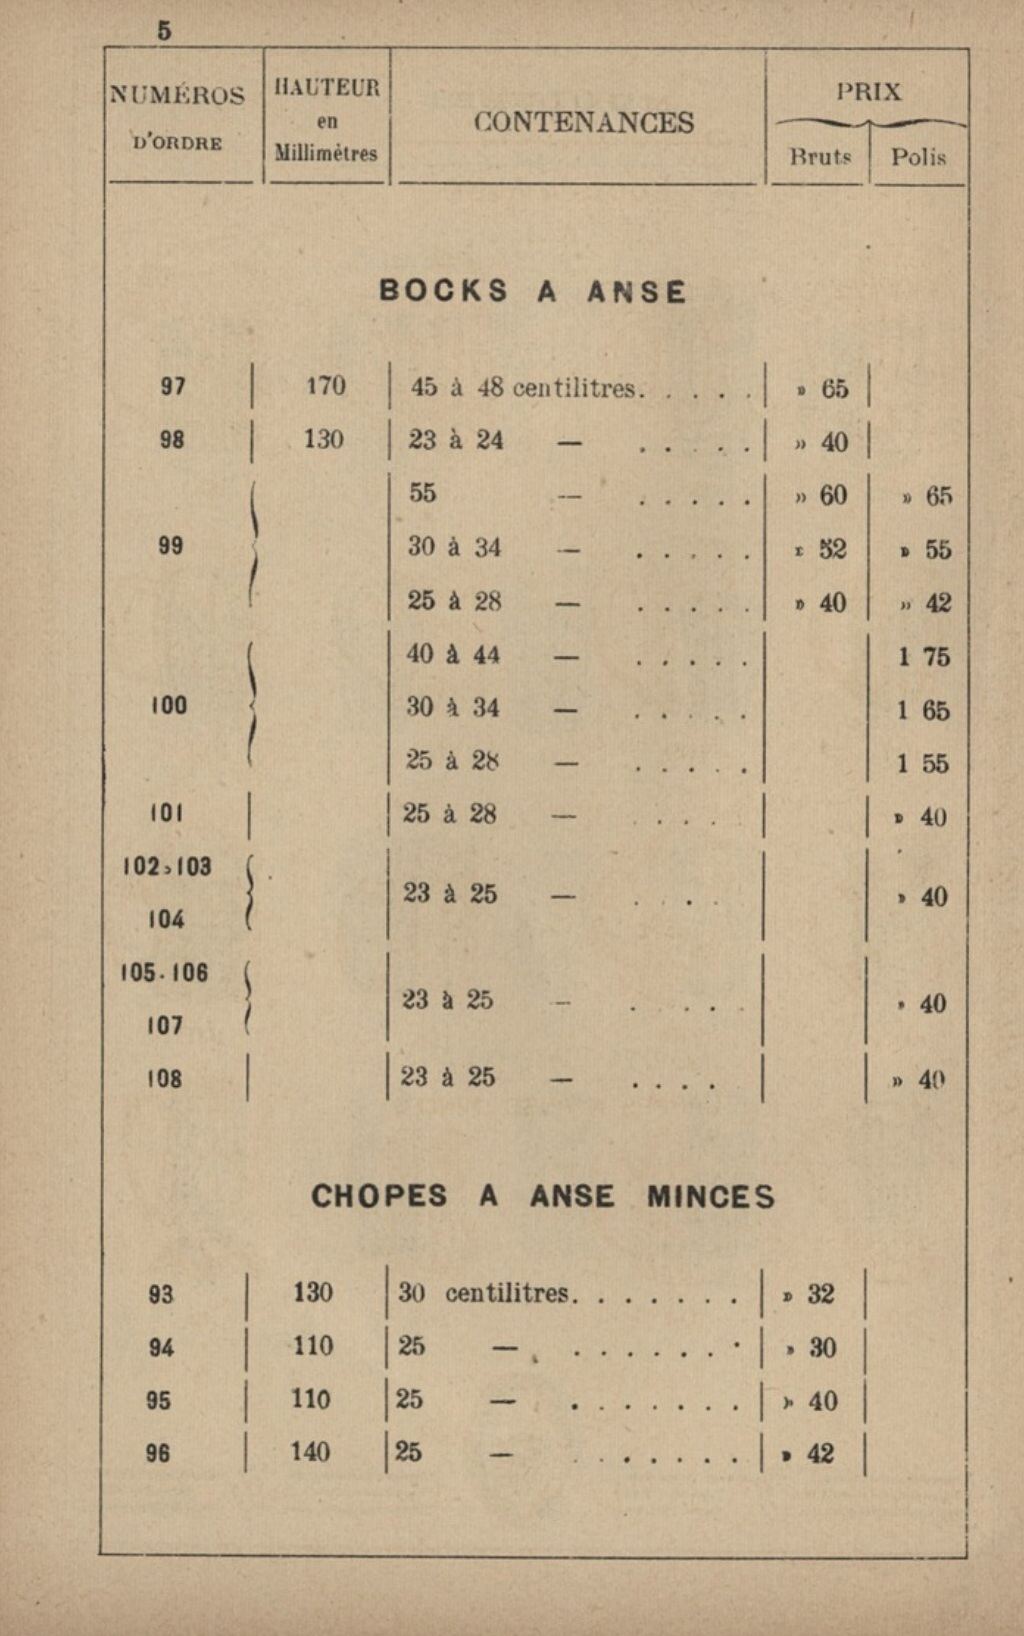 5
NUMÉROS D'ORDRE | HAUTEUR en Millimètres | CONTENANCES | PRIX Bruts | Polis
BOCKS A ANSE
97 | 170 | 45 à 48 centilitres. . . . . | » 65 |
98 | 130 | 23 à 24 — . . . . . | » 40 |
55 — . . . . . | » 60 | » 65
99 30 à 34 — . . . . . | » 52 | » 55
25 à 28 — . . . . . | » 40 | » 42
40 à 44 — . . . . . 1 75
100 30 à 34 — . . . . . 1 65
25 à 28 — . . . . . 1 55
101 | 25 à 28 — . . . . | » 40
102, 103
104 23 à 25 — . . . . » 40
105. 106
107 23 à 25 — . . . . » 40
108 | 23 à 25 — . . . . | » 40
CHOPES A ANSE MINCES
93 | 130 | 30 centilitres. . . . . . . | » 32 |
94 | 110 | 25 — . . . . . . . | » 30 |
95 | 110 | 25 — . . . . . . . | » 40 |
96 | 140 | 25 — . . . . . . . | » 42 |